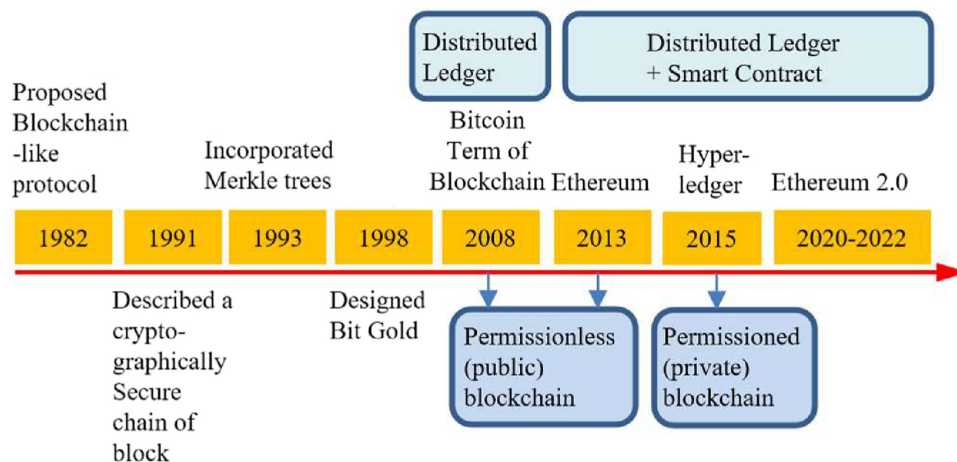 Distributed
Ledger
Distributed Ledger
+ Smart Contract
Proposed
Blockchain
-like
protocol
Incorporated
Merkle trees
Bitcoin
Term of
Blockchain
Ethereum
Hyper-
ledger
Ethereum 2.0
1982
1991
1993
1998
2008
2013
2015
2020-2022
Described a
crypto-
graphically
Secure
chain of
block
Designed
Bit Gold
Permissionless
(public)
blockchain
Permissioned
(private)
blockchain